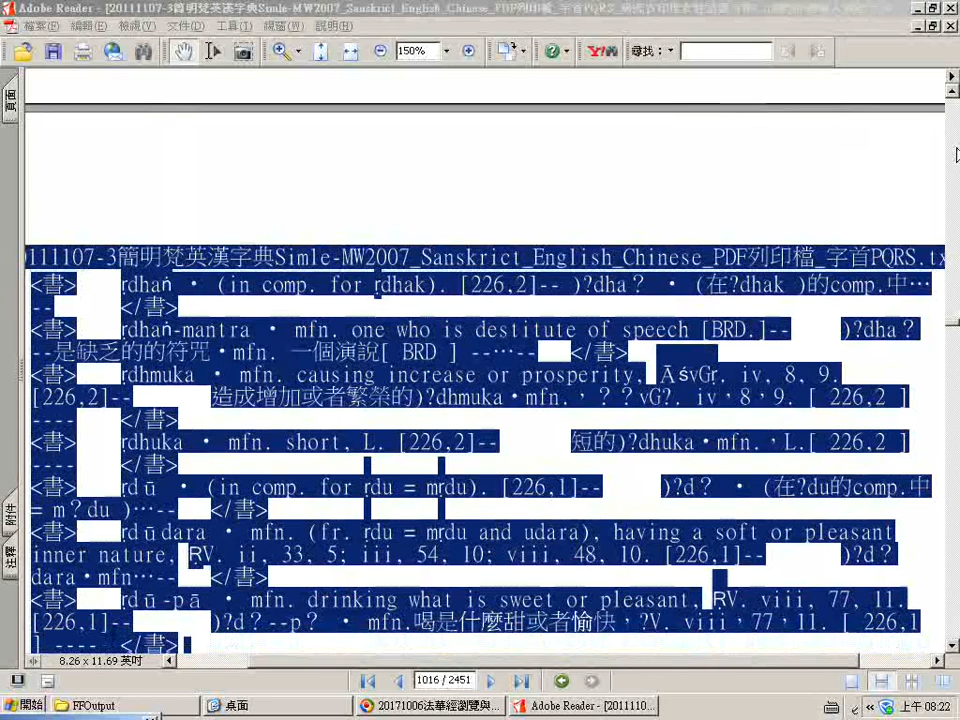 Adobe Reader - [20111107-3簡明梵英漢字典Simle-MW2007_Sanskrict_English_Chinese_PDF列印檔_字首PQRS
檔案(F) 編輯(E) 檢視(V) 文件(D) 工具(T) 視窗(W) 說明(H)
150% 尋找:
頁面
111107-3簡明梵英漢字典Simle-MW2007_Sanskrict_English_Chinese_PDF列印檔_字首PQRS.tx
<書> ṛdhaṅ · (in comp. for ṛdhak). [226,2]-- )?dha? · (在?dhak )的comp.中…
-- </書>
<書> ṛdhaṅ-mantra · mfn. one who is destitute of speech [BRD.]-- )?dha?
--是缺乏的的符咒·mfn. 一個演說[ BRD ] --…-- </書>
<書> ṛdhmuka · mfn. causing increase or prosperity, ĀśvGṛ. iv, 8, 9.
[226,2]-- 造成增加或者繁榮的)?dhmuka·mfn.,??vG?. iv,8,9. [ 226,2 ]
---- </書>
<書> ṛdhuka · mfn. short, L. [226,2]-- 短的)?dhuka·mfn.,L.[ 226,2 ]
---- </書>
<書> ṛdū · (in comp. for ṛdu = mṛdu). [226,1]-- )?d? · (在?du的comp.中
= m?du )…-- </書>
<書> ṛdūdara · mfn. (fr. ṛdu = mṛdu and udara), having a soft or pleasant
inner nature, ṚV. ii, 33, 5; iii, 54, 10; viii, 48, 10. [226,1]-- )?d?
dara·mfn…-- </書>
<書> ṛdū-pā · mfn. drinking what is sweet or pleasant, ṚV. viii, 77, 11.
[226,1]-- )?d?--p? · mfn.喝是什麼甜或者愉快,?V. viii,77,11. [ 226,1
] ---- </書>
附件
注釋
8.26 x 11.69 英吋
1016 / 2451
開始 FFOutput 桌面 20171006法華經瀏覽與... Adobe Reader - [2011110... 上午 08:22